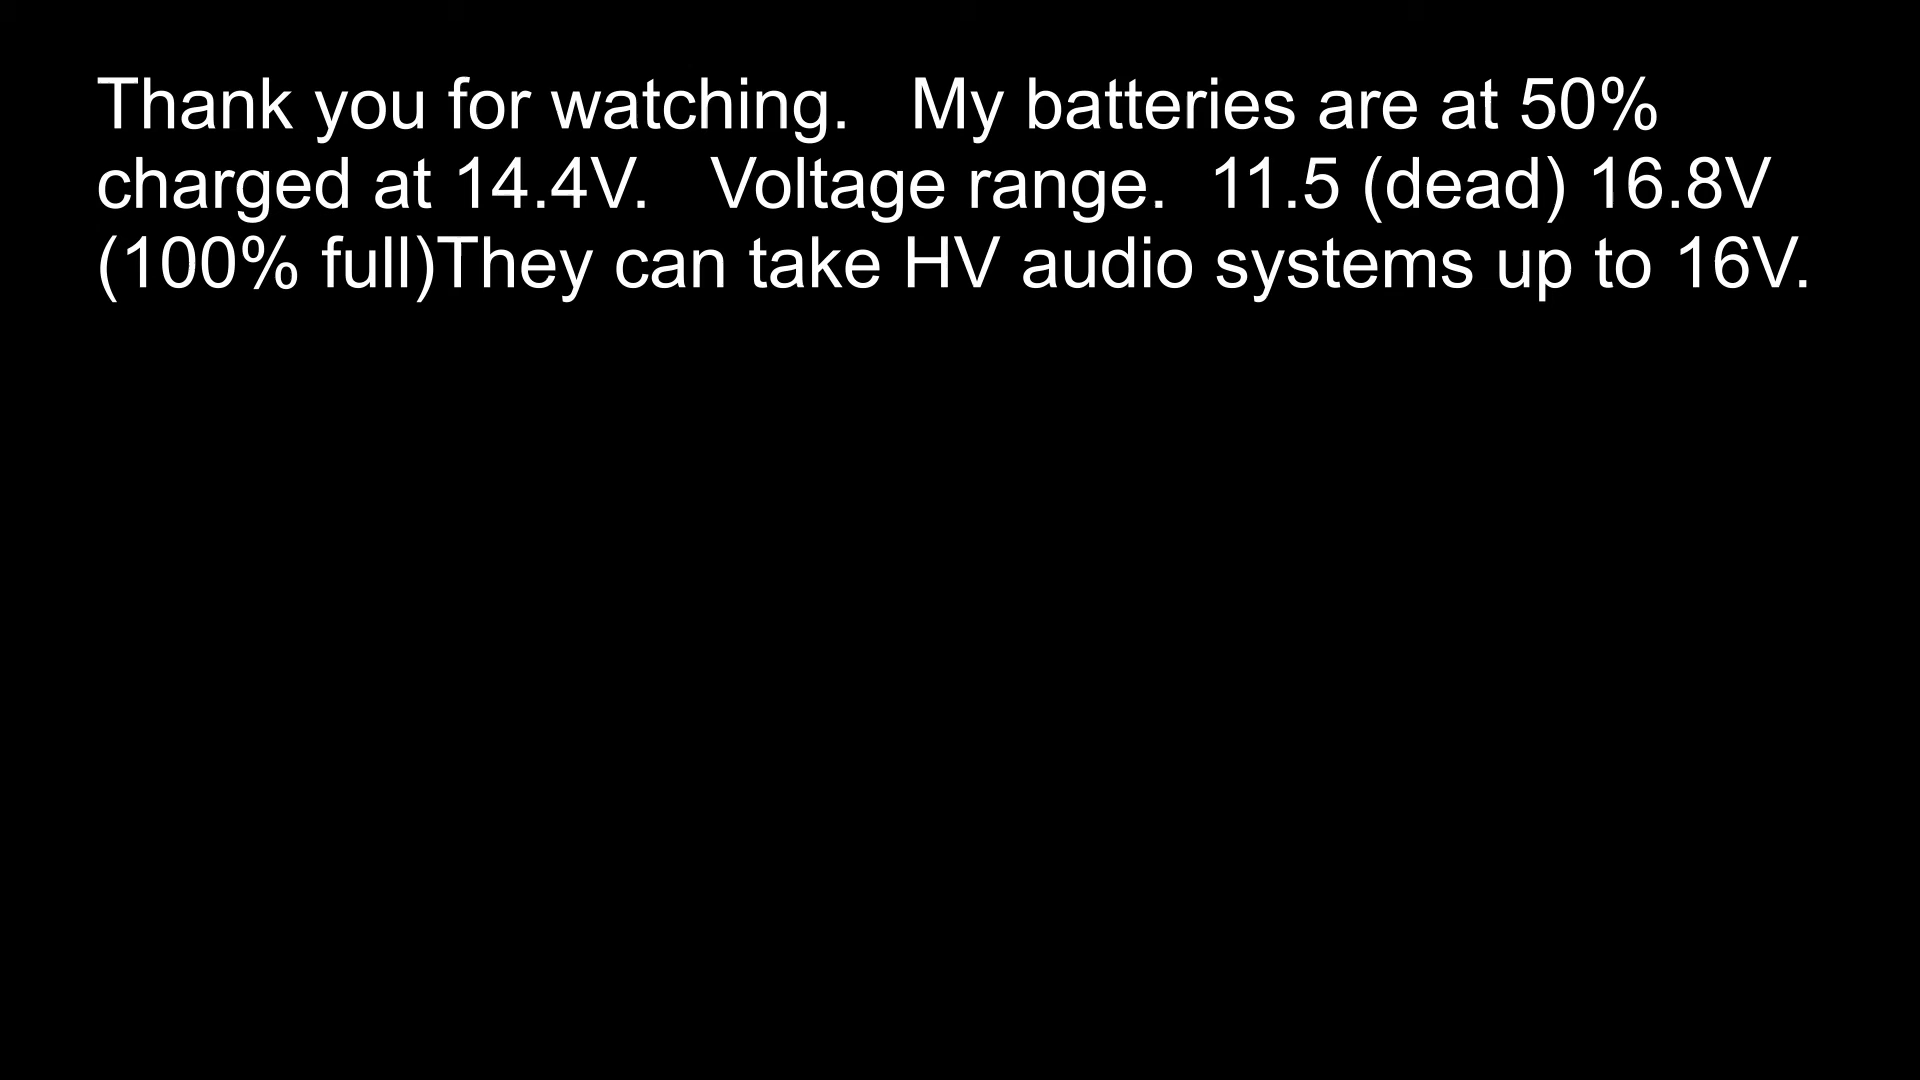 Thank you for watching.   My batteries are at 50%
charged at 14.4V.   Voltage range.  11.5 (dead) 16.8V
(100% full)They can take HV audio systems up to 16V.